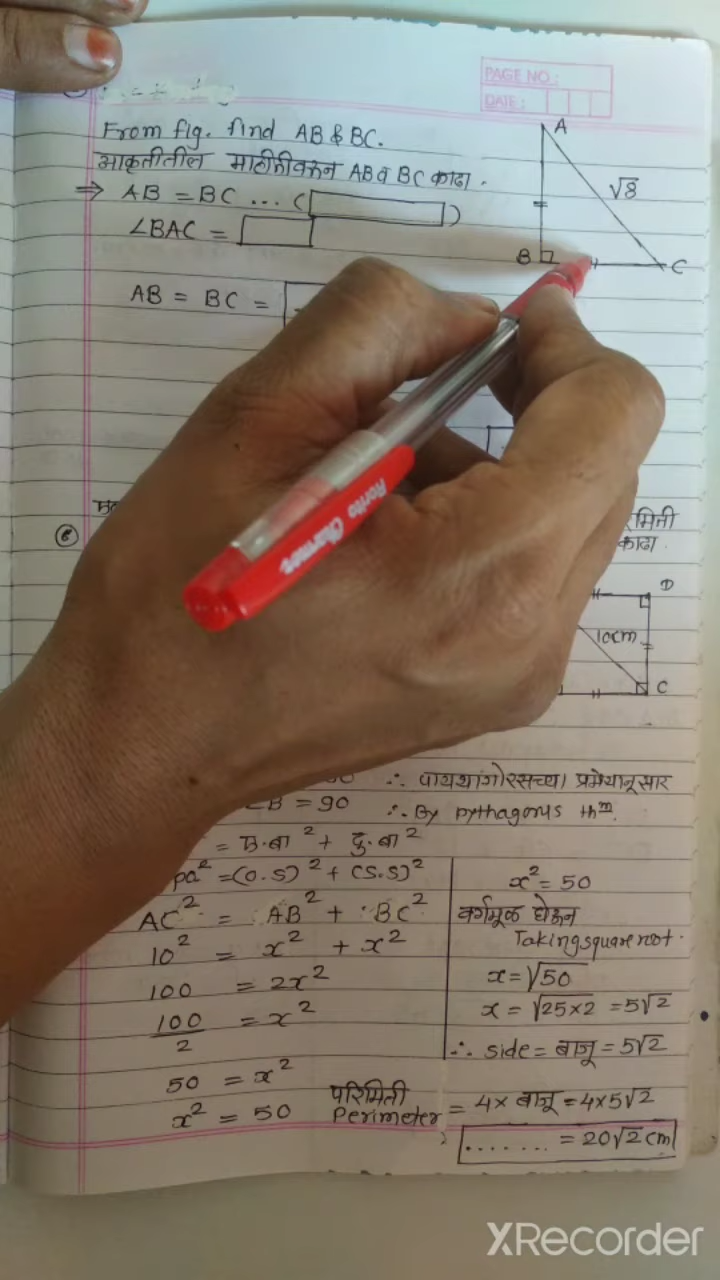 PAGE NO.:
DATE:
From fig. find AB & BC.
आकृतीतील माहितीवरून AB व BC काढा.
⇒ AB = BC ... ( )
∠BAC =
AB = BC =
A
√8
B
C
६
रिमिती
काढा.
D
10cm
C
∴ पायथागोरसच्या प्रमेयानूसार
B = 90 ∴ By pythagorus thm.
= प.बा² + दु.बा²
= (O.S)² + (S.S)²
AC² = AB² + BC²
10² = x² + x²
100 = 2x²
100/2 = x²
50 = x²
x² = 50
x² = 50
वर्गमूळ घेऊन
Taking square root.
x = √50
x = √25×2 = 5√2
∴ side = बाजू = 5√2
परिमिती
Perimeter = 4× बाजू = 4×5√2
....... = 20√2 cm
Rorito Charmer
XRecorder